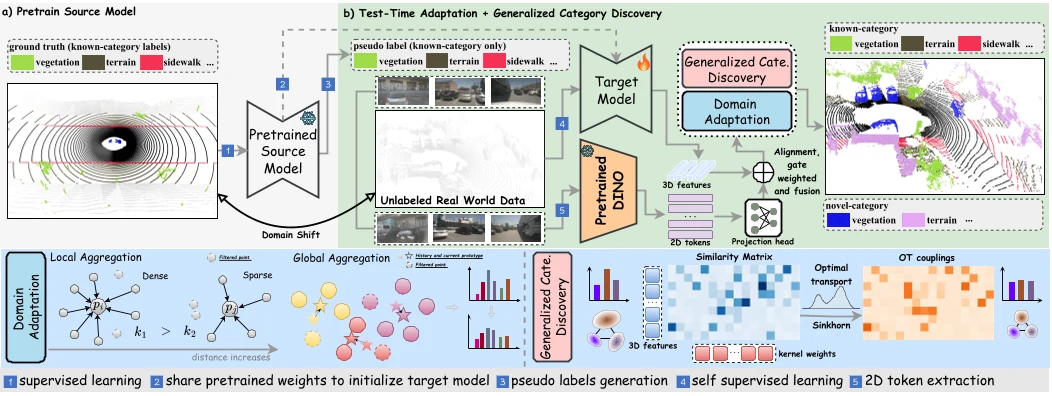 a) Pretrain Source Model
ground truth (known-category labels)
vegetation terrain sidewalk ...
Pretrained
Source
Model
1
2
3
Domain Shift
b) Test-Time Adaptation + Generalized Category Discovery
pseudo label (known-category only)
vegetation terrain sidewalk ...
Unlabeled Real World Data
4
5
Target
Model
Pretrained
DINO
Generalized Cate.
Discovery
Domain
Adaptation
3D features
2D tokens
Projection head
Alignment,
gate
weighted
and fusion
known-category
vegetation terrain sidewalk ...
novel-category
vegetation terrain ...
Domain
Adaptation
Local Aggregation
Filtered point
Dense
Sparse
p_i
k_1 > k_2
p_j
distance increases
Global Aggregation
History and current prototype
Filtered point
Generalized Cate.
Discovery
3D features
Similarity Matrix
kernel weights
Optimal
transport
Sinkhorn
OT couplings
1 supervised learning 2 share pretrained weights to initialize target model 3 pseudo labels generation 4 self supervised learning 5 2D token extraction